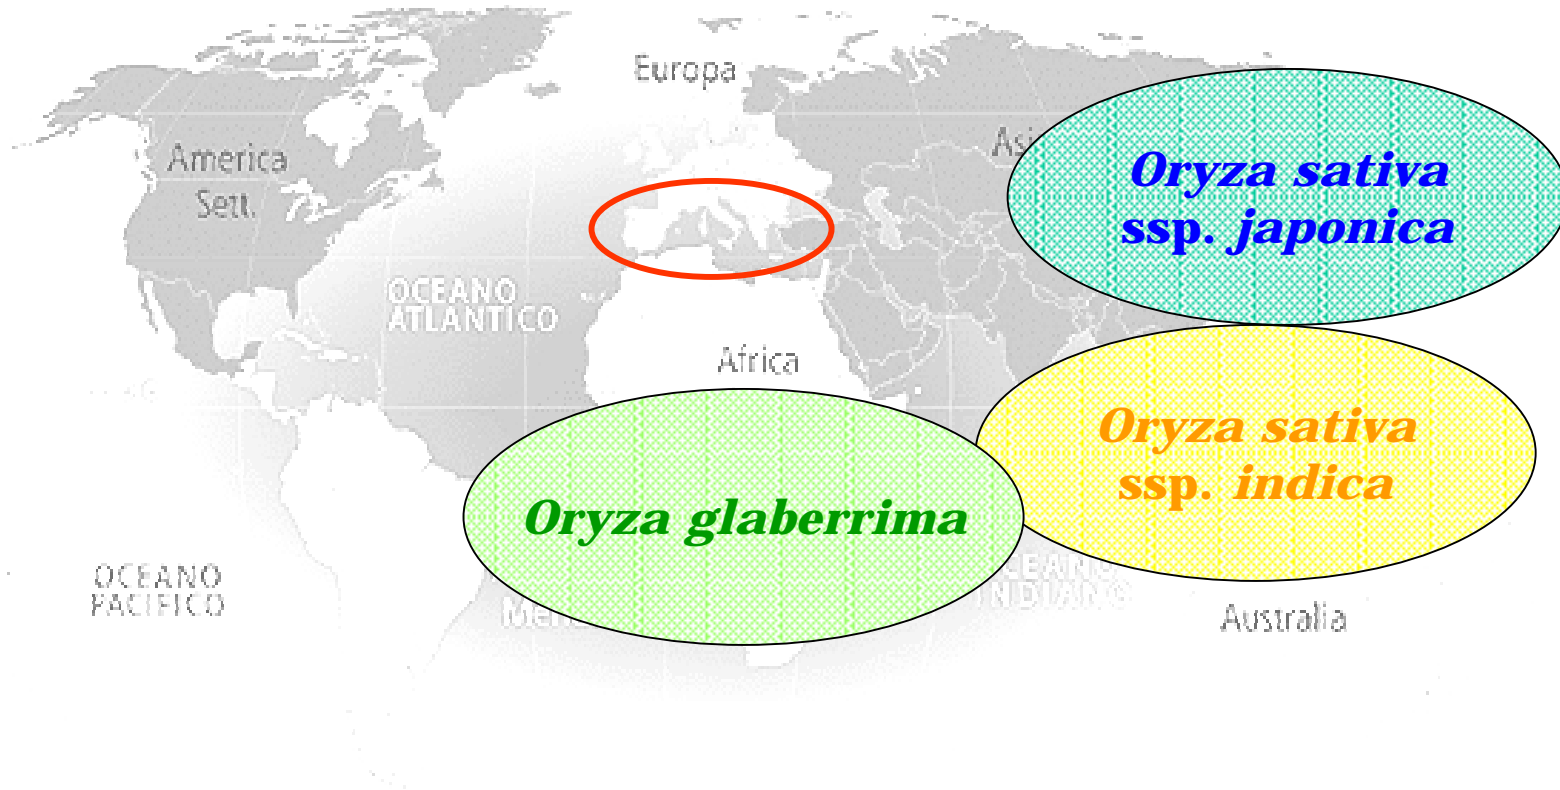 Europa
America
Sett.
Oryza sativa
ssp. japonica
OCEANO
ATLANTICO
Africa
Oryza sativa
ssp. indica
Oryza glaberrima
OCEANO
PACIFICO
INDIANO
Australia